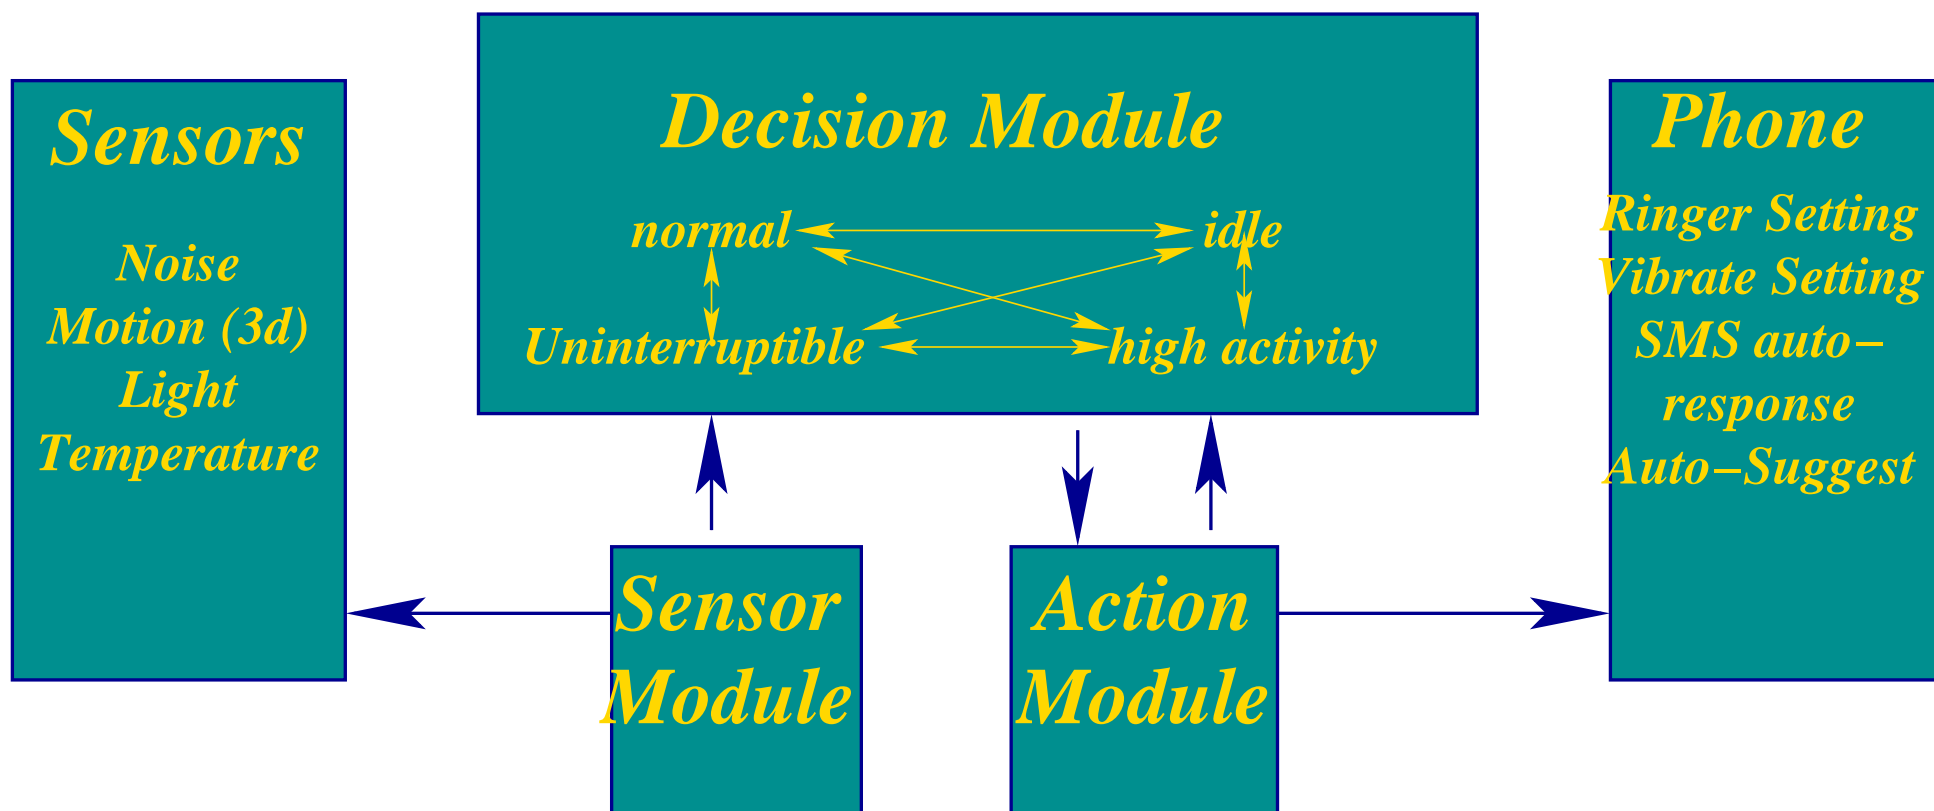 Sensors
Noise
Motion (3d)
Light
Temperature
Decision Module
normal
idle
Uninterruptible
high activity
Phone
Ringer Setting
Vibrate Setting
SMS auto−
response
Auto−Suggest
Sensor
Module
Action
Module